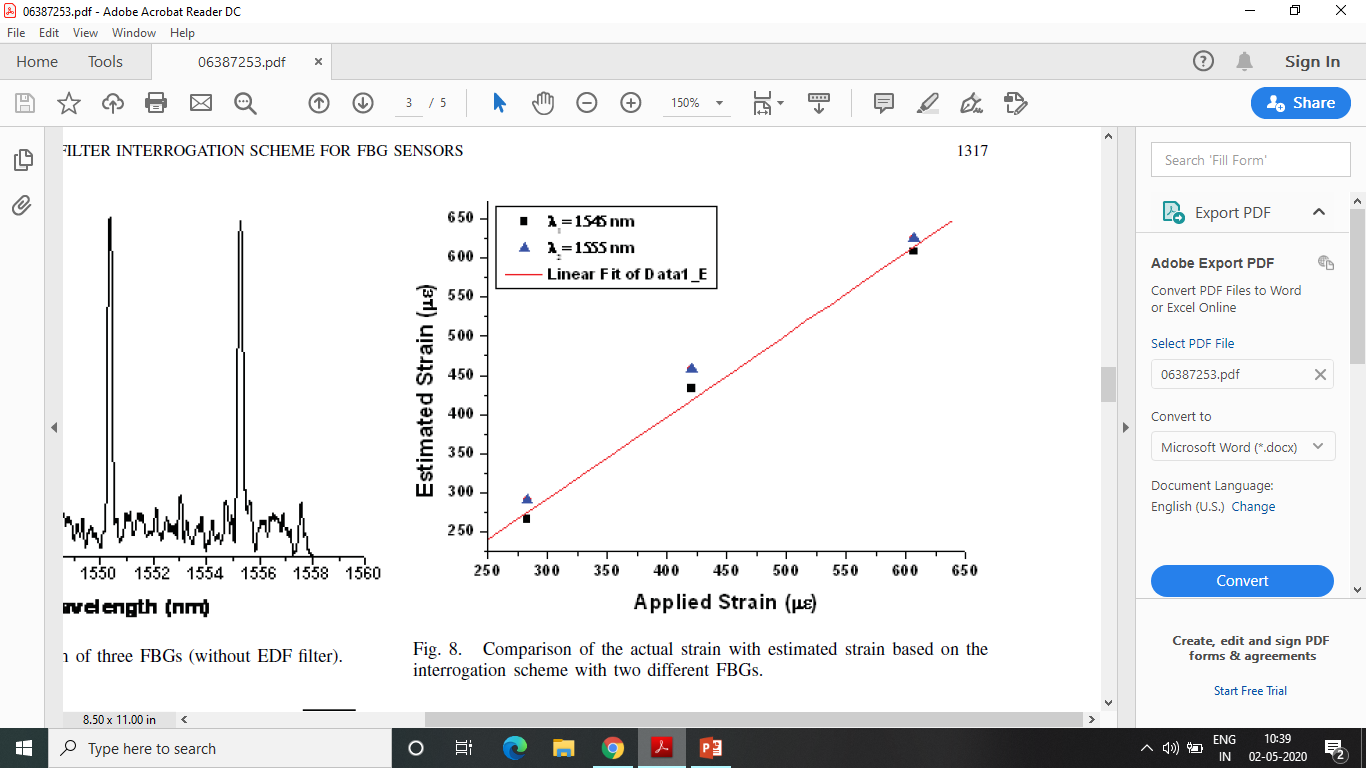 06387253.pdf - Adobe Acrobat Reader DC
File Edit View Window Help
Home Tools 06387253.pdf × Sign In
3 / 5 150% Share
FILTER INTERROGATION SCHEME FOR FBG SENSORS 1317
λ1 = 1545 nm
λ2 = 1555 nm
Linear Fit of Data1_E
650
600
550
500
450
400
350
300
250
Estimated Strain (με)
250 300 350 400 450 500 550 600 650
Applied Strain (με)
1550 1552 1554 1556 1558 1560
avelength (nm)
of three FBGs (without EDF filter).
Fig. 8. Comparison of the actual strain with estimated strain based on the
interrogation scheme with two different FBGs.
8.50 x 11.00 in
Search 'Fill Form'
Export PDF
Adobe Export PDF
Convert PDF Files to Word
or Excel Online
Select PDF File
06387253.pdf
Convert to
Microsoft Word (*.docx)
Document Language:
English (U.S.) Change
Convert
Create, edit and sign PDF
forms & agreements
Start Free Trial
Type here to search
ENG
IN
10:39
02-05-2020
2